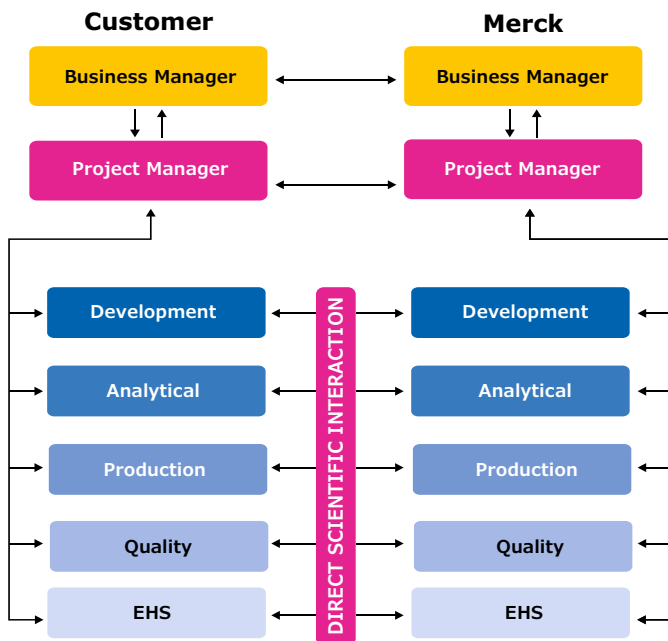 Customer
Merck
Business Manager
Business Manager
Project Manager
Project Manager
DIRECT SCIENTIFIC INTERACTION
Development
Development
Analytical
Analytical
Production
Production
Quality
Quality
EHS
EHS